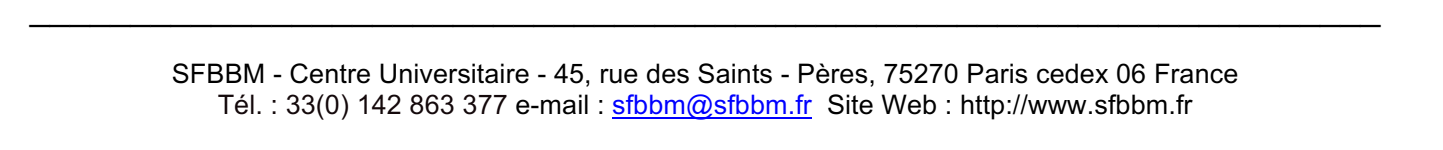 SFBBM - Centre Universitaire - 45, rue des Saints - Pères, 75270 Paris cedex 06 France
Tél. : 33(0) 142 863 377 e-mail : sfbbm@sfbbm.fr Site Web : http://www.sfbbm.fr